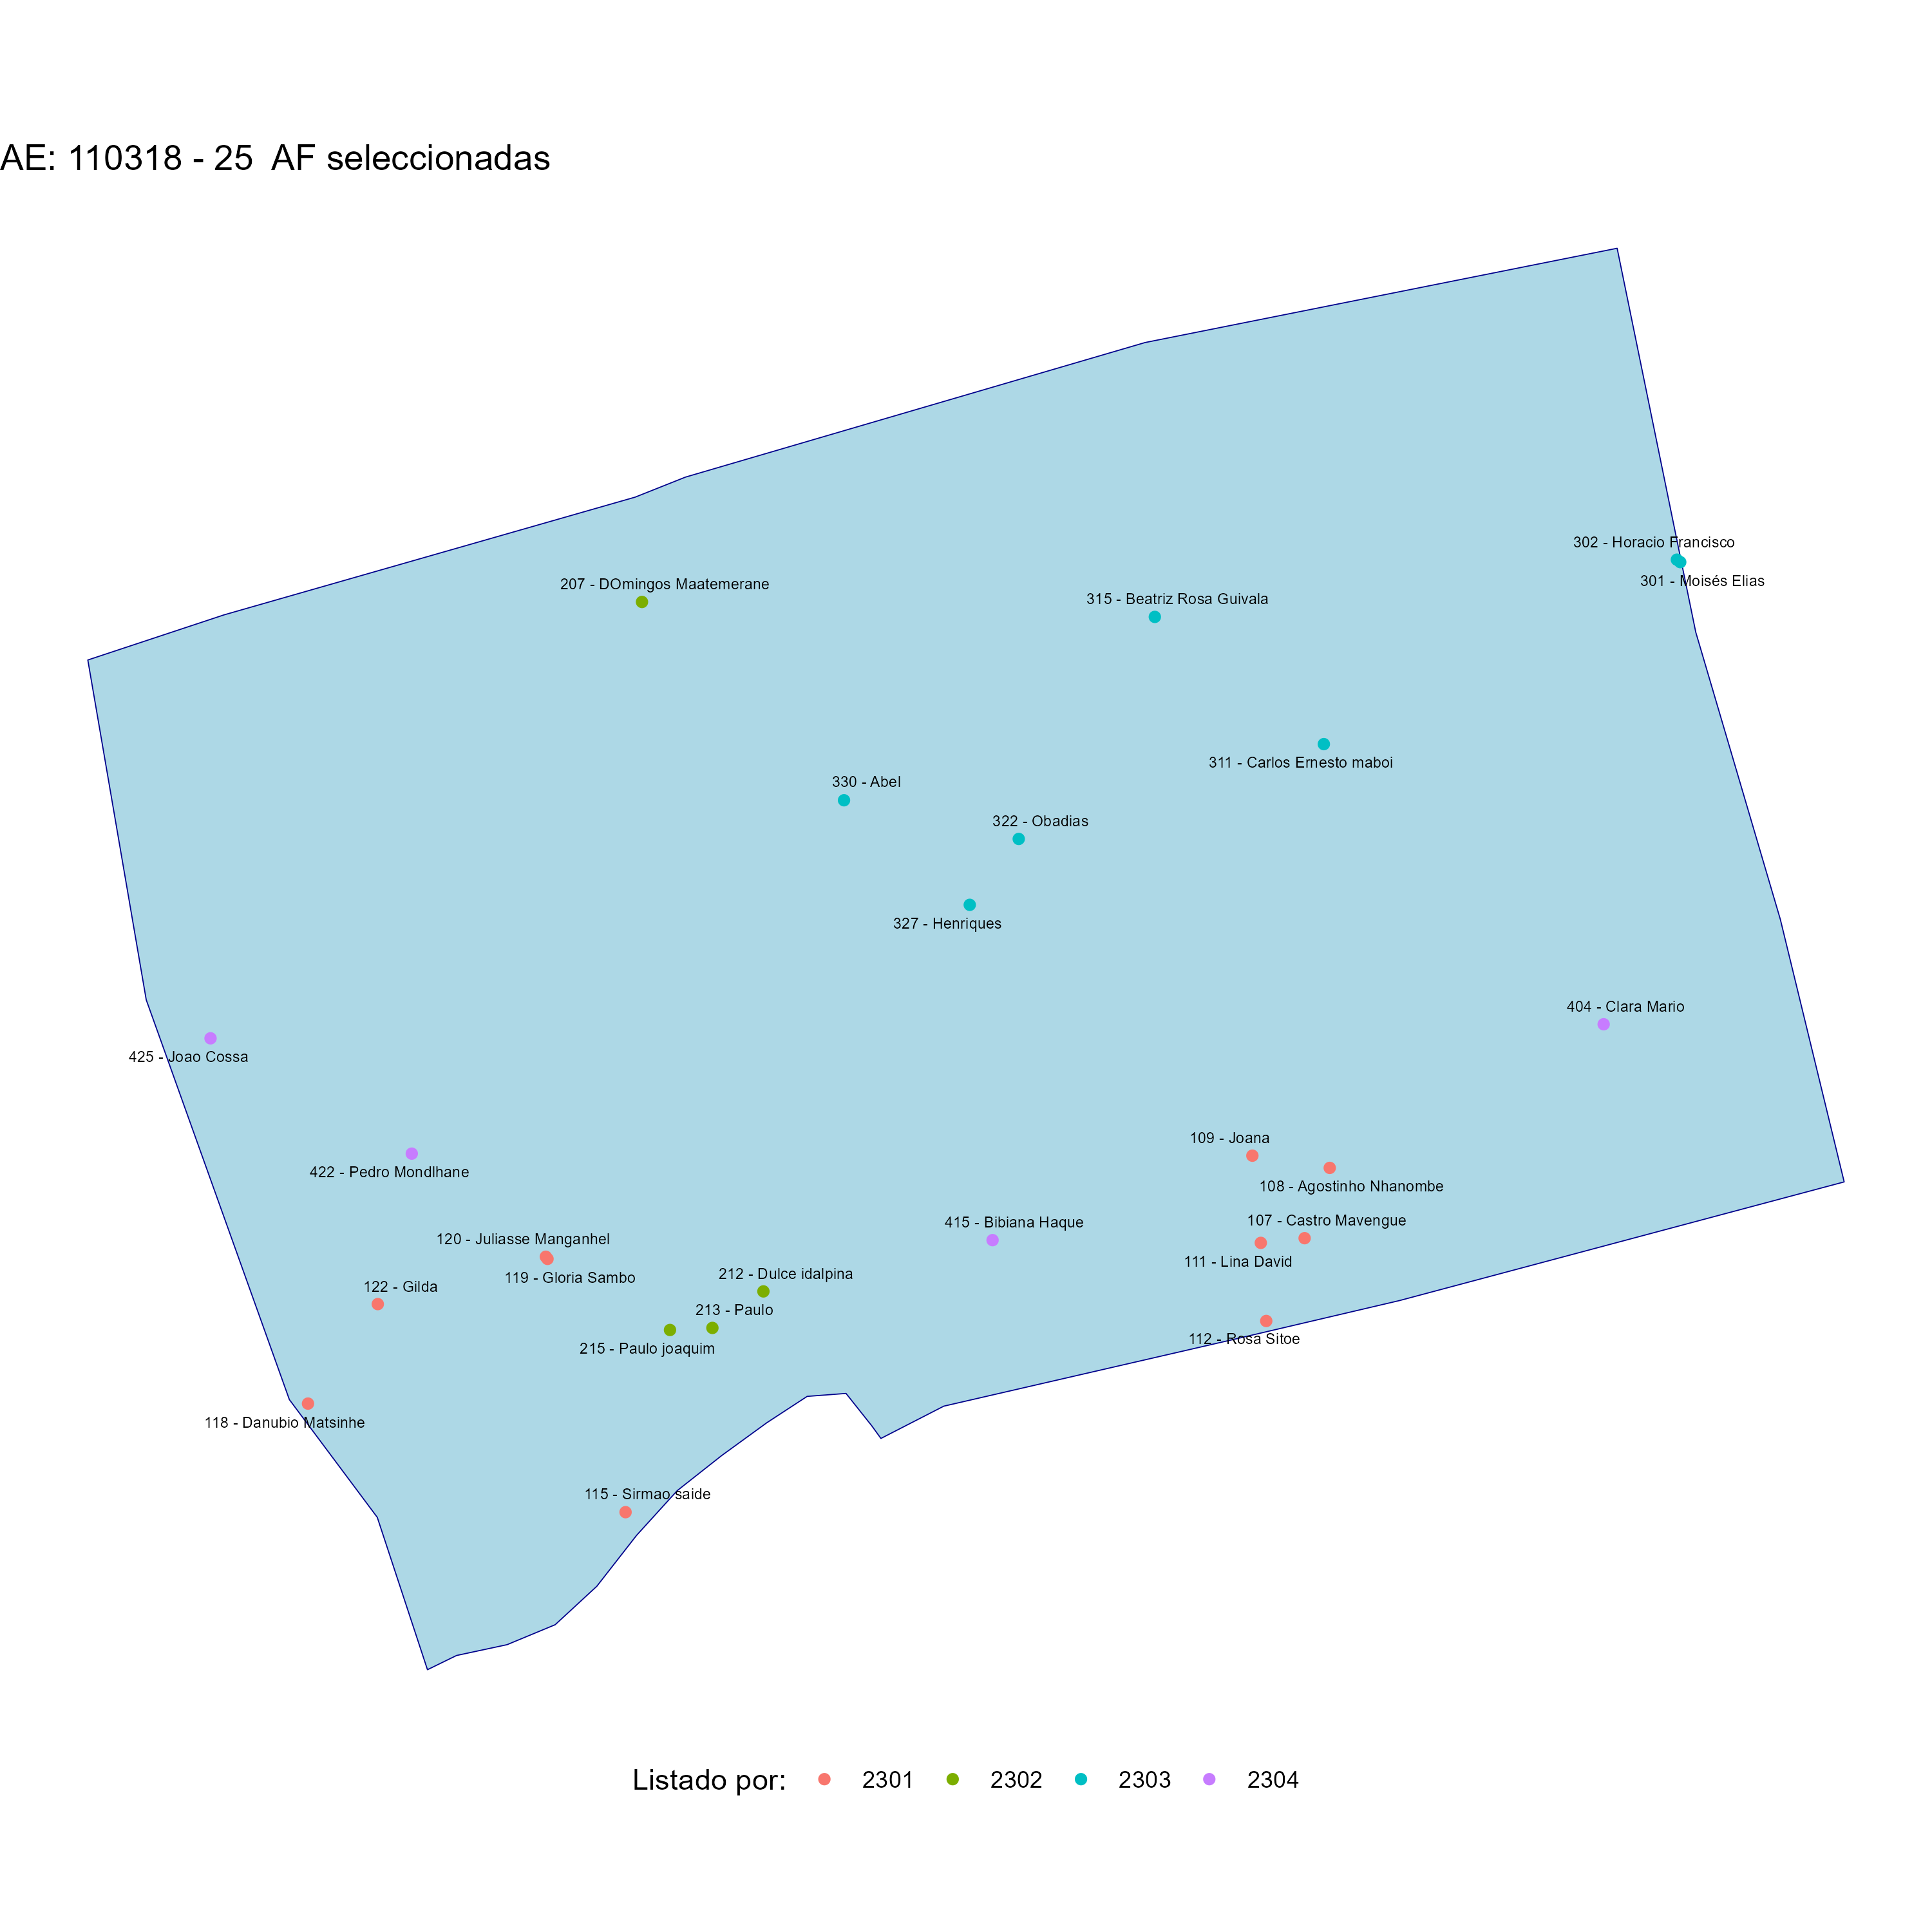 AE: 110318 - 25  AF seleccionadas
302 - Horacio Francisco
301 - Moisés Elias
207 - DOmingos Maatemerane
315 - Beatriz Rosa Guivala
311 - Carlos Ernesto maboi
330 - Abel
322 - Obadias
327 - Henriques
404 - Clara Mario
425 - Joao Cossa
109 - Joana
422 - Pedro Mondlhane
108 - Agostinho Nhanombe
107 - Castro Mavengue
415 - Bibiana Haque
120 - Juliasse Manganhel
111 - Lina David
212 - Dulce idalpina
119 - Gloria Sambo
122 - Gilda
213 - Paulo
112 - Rosa Sitoe
215 - Paulo joaquim
118 - Danubio Matsinhe
115 - Sirmao saide
Listado por: 2301 2302 2303 2304